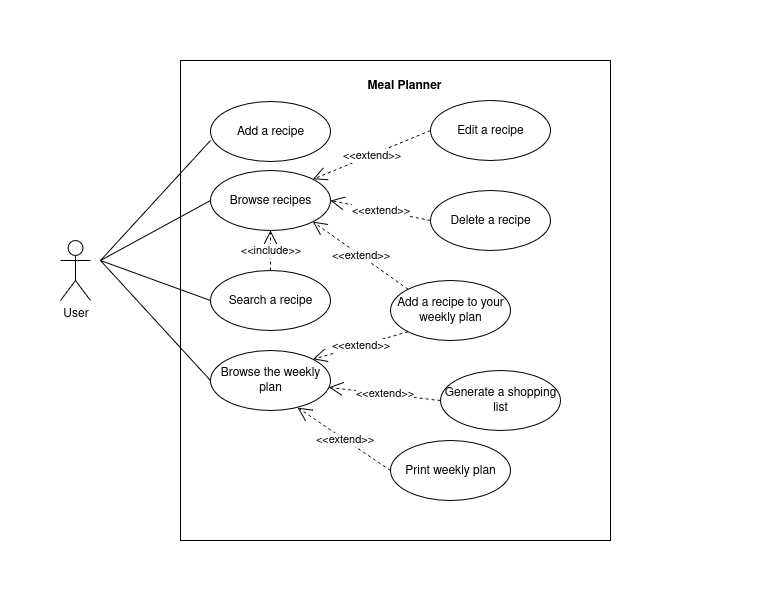 Meal Planner
Add a recipe
Edit a recipe
<<extend>>
Browse recipes
<<extend>>
Delete a recipe
<<include>>
<<extend>>
User
Search a recipe
Add a recipe to your
weekly plan
<<extend>>
Browse the weekly
plan
<<extend>>
Generate a shopping
list
<<extend>>
Print weekly plan